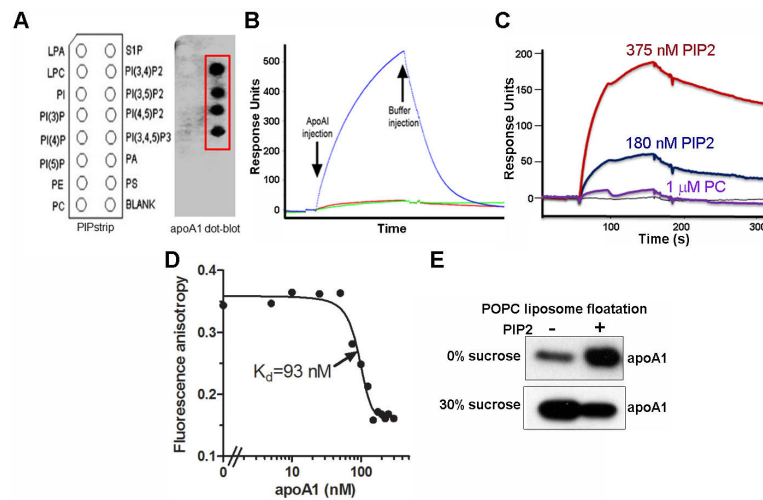 A
LPA S1P
LPC PI(3,4)P2
PI PI(3,5)P2
PI(3)P PI(4,5)P2
PI(4)P PI(3,4,5)P3
PI(5)P PA
PE PS
PC BLANK
PIPstrip apoA1 dot-blot
B
Response Units
500
400
300
200
100
0
ApoAI
injection
Buffer
injection
Time
C
Response Units
200
150
100
50
0
375 nM PIP2
180 nM PIP2
1 μM PC
0 100 200 300
Time (s)
D
Fluorescence anisotropy
0.4
0.3
0.2
0.1
Kd=93 nM
0 10 100
apoA1 (nM)
E
POPC liposome floatation
PIP2 - +
0% sucrose apoA1
30% sucrose apoA1